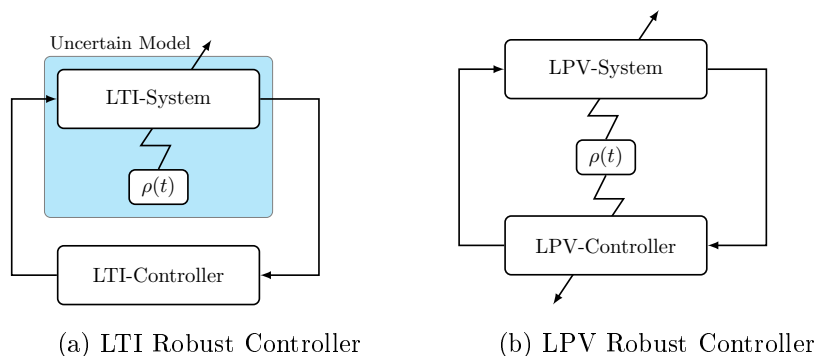 Uncertain Model
LTI-System
ρ(t)
LTI-Controller
(a) LTI Robust Controller
LPV-System
ρ(t)
LPV-Controller
(b) LPV Robust Controller